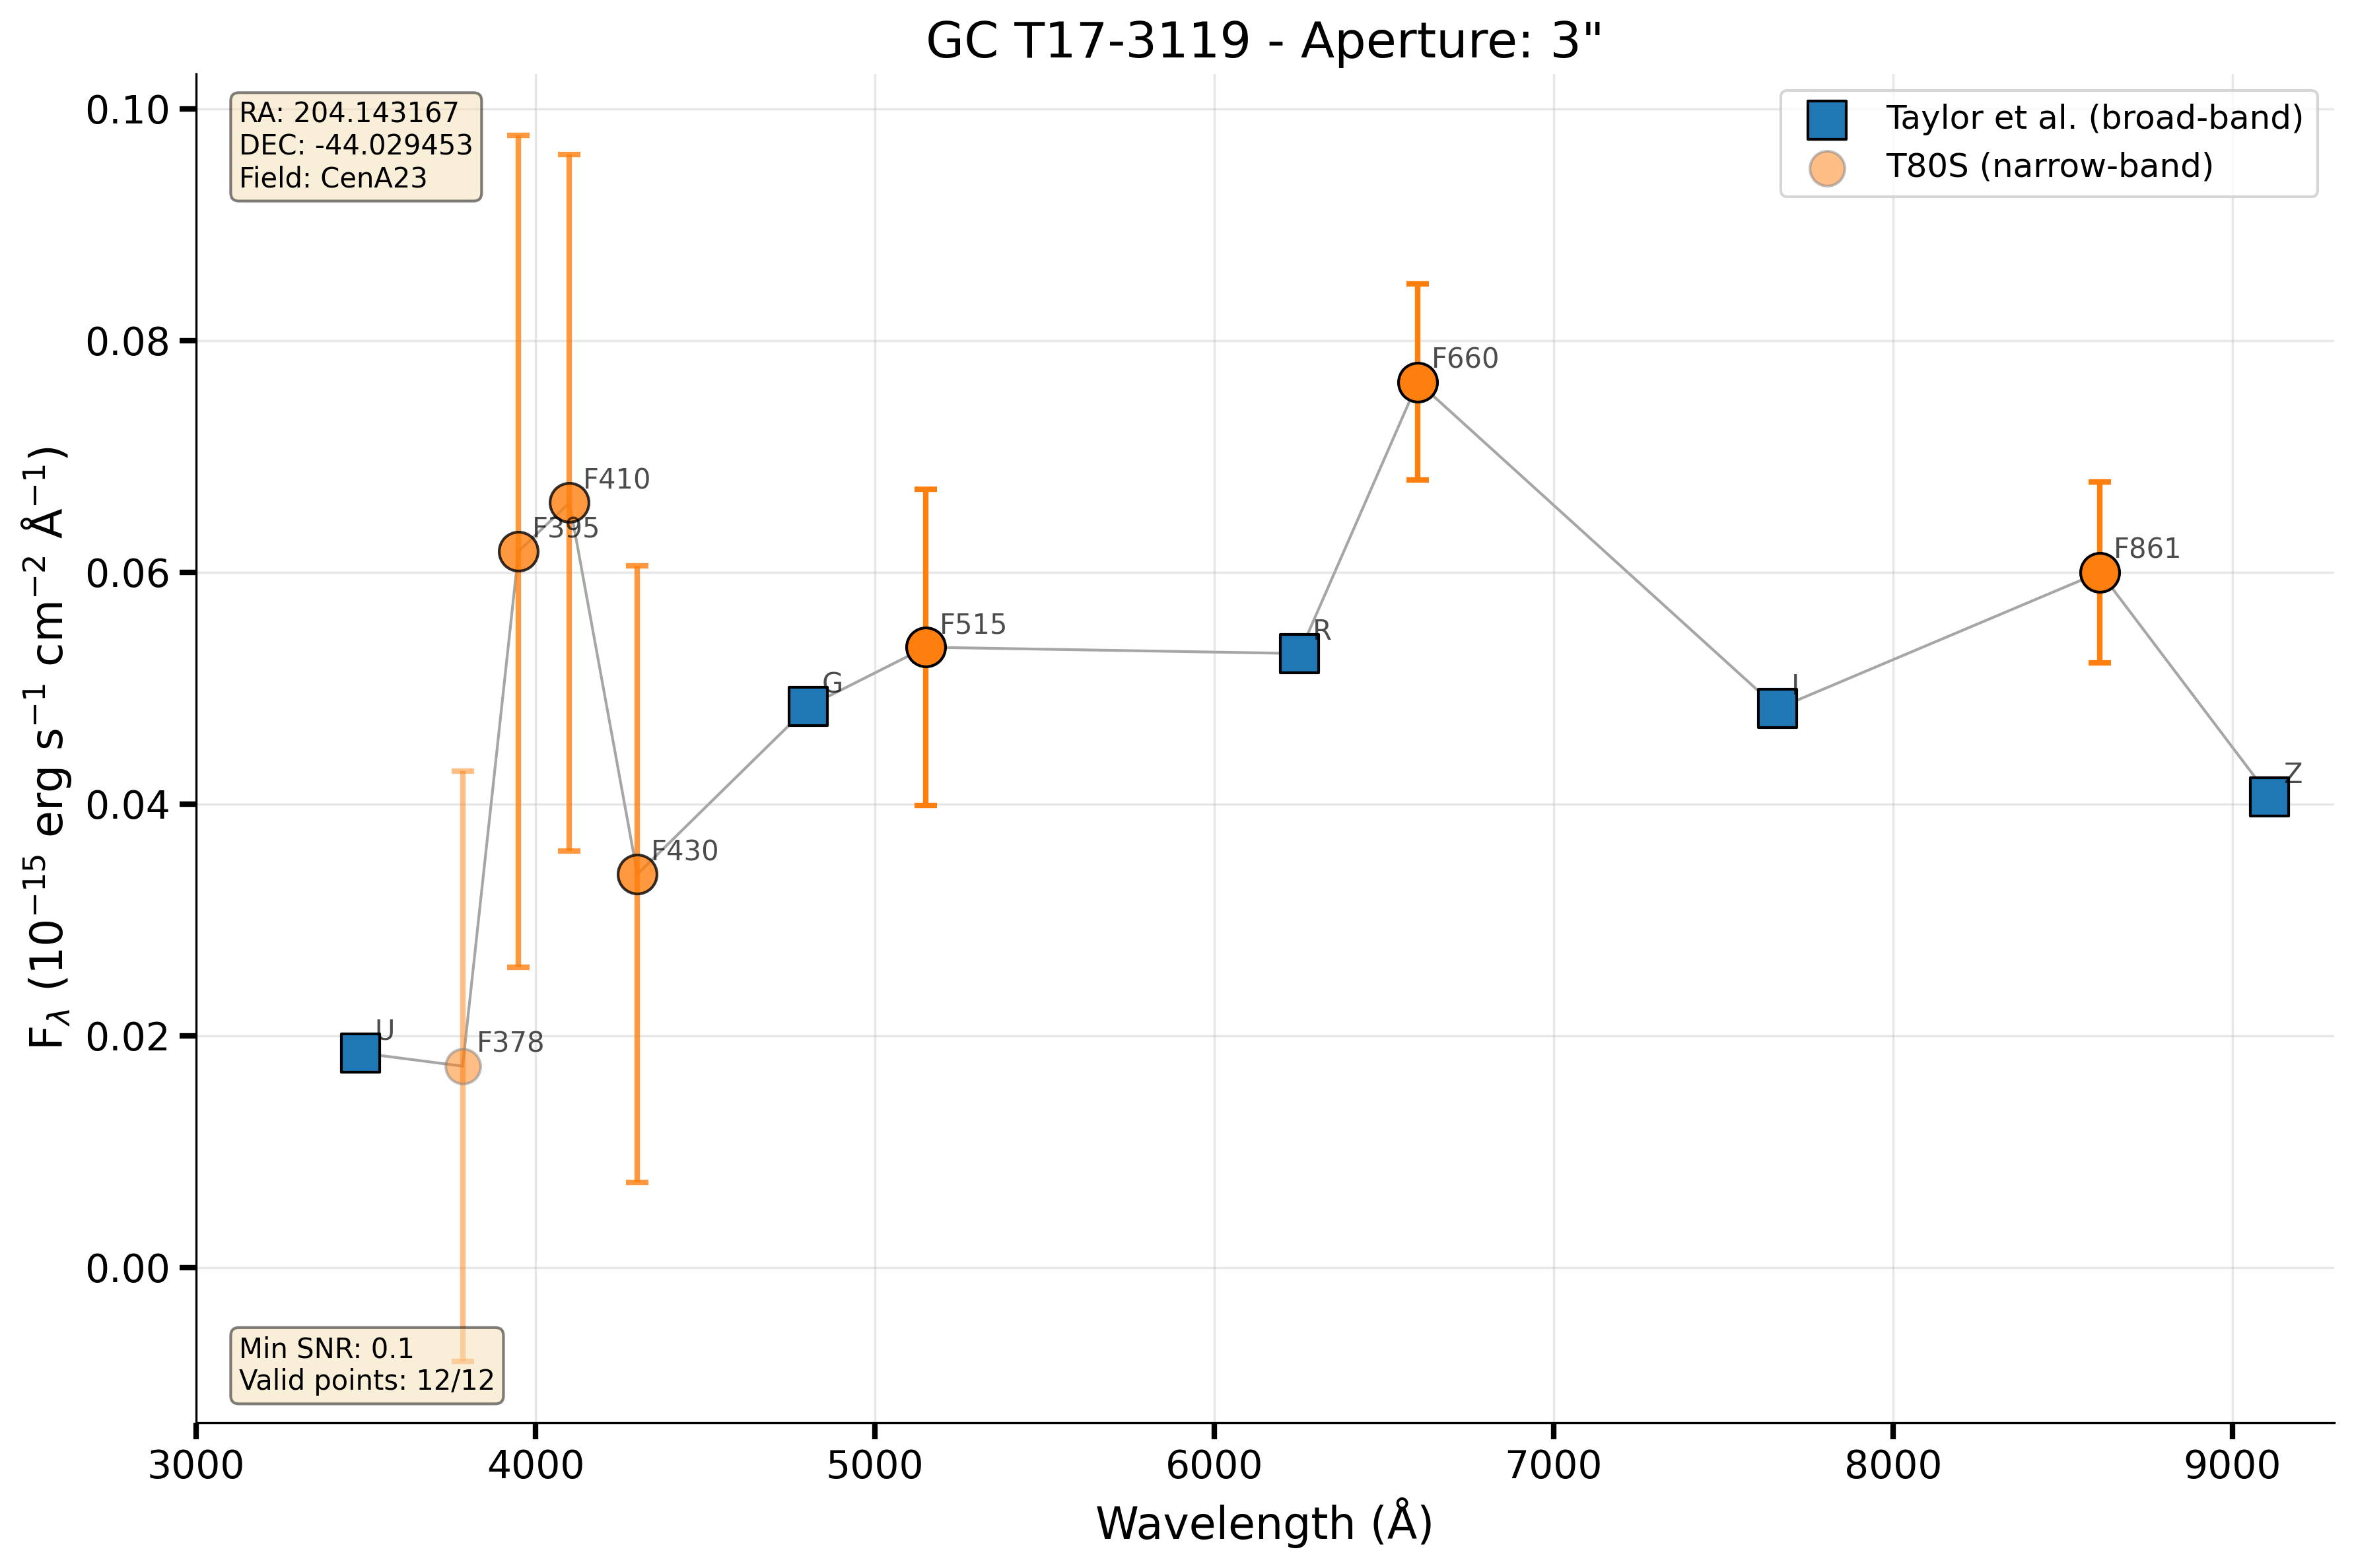 GC T17-3119 - Aperture: 3"
RA: 204.143167
DEC: -44.029453
Field: CenA23
Taylor et al. (broad-band)
T80S (narrow-band)
F_λ (10⁻¹⁵ erg s⁻¹ cm⁻² Å⁻¹)
0.10
0.08
0.06
0.04
0.02
0.00
U
F378
F395
F410
F430
G
F515
R
F660
I
F861
Z
Min SNR: 0.1
Valid points: 12/12
3000 4000 5000 6000 7000 8000 9000
Wavelength (Å)